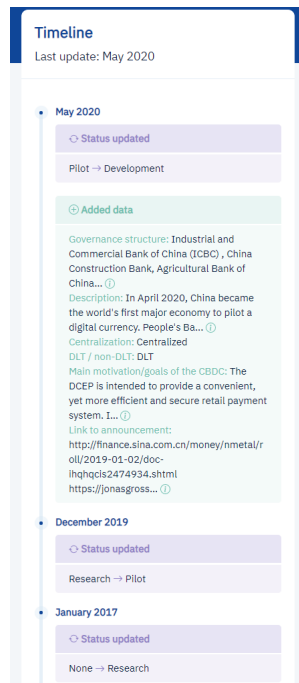 Timeline
Last update: May 2020
May 2020
Status updated
Pilot → Development
Added data
Governance structure: Industrial and
Commercial Bank of China (ICBC) , China
Construction Bank, Agricultural Bank of
China...
Description: In April 2020, China became
the world's first major economy to pilot a
digital currency. People's Ba...
Centralization: Centralized
DLT / non-DLT: DLT
Main motivation/goals of the CBDC: The
DCEP is intended to provide a convenient,
yet more efficient and secure retail payment
system. I...
Link to announcement:
http://finance.sina.com.cn/money/nmetal/r
oll/2019-01-02/doc-
ihqhqcis2474934.shtml
https://jonasgross...
December 2019
Status updated
Research → Pilot
January 2017
Status updated
None → Research